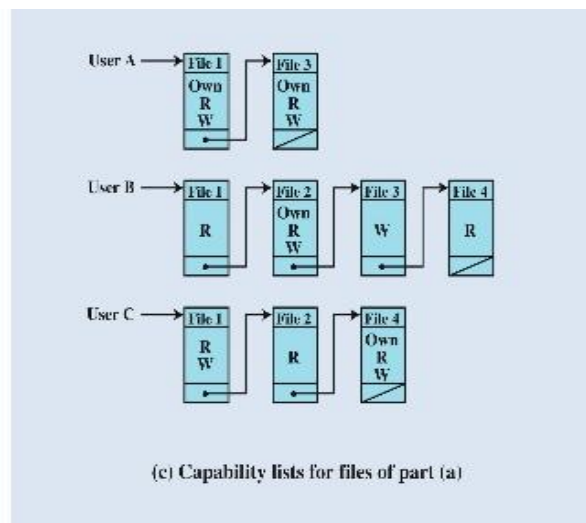 User A File 1 File 3
Own Own
R R
W W
User B File 1 File 2 File 3 File 4
R Own R W W R
User C File 1 File 2 File 4
R W R Own R W
(c) Capability lists for files of part (a)